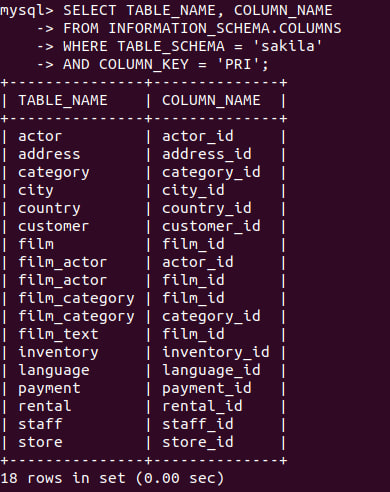 mysql> SELECT TABLE_NAME, COLUMN_NAME
    -> FROM INFORMATION_SCHEMA.COLUMNS
    -> WHERE TABLE_SCHEMA = 'sakila'
    -> AND COLUMN_KEY = 'PRI';
+---------------+--------------+
| TABLE_NAME    | COLUMN_NAME  |
+---------------+--------------+
| actor         | actor_id     |
| address       | address_id   |
| category      | category_id  |
| city          | city_id      |
| country       | country_id   |
| customer      | customer_id  |
| film          | film_id      |
| film_actor    | actor_id     |
| film_actor    | film_id      |
| film_category | film_id      |
| film_category | category_id  |
| film_text     | film_id      |
| inventory     | inventory_id |
| language      | language_id  |
| payment       | payment_id   |
| rental        | rental_id    |
| staff         | staff_id     |
| store         | store_id     |
+---------------+--------------+
18 rows in set (0.00 sec)